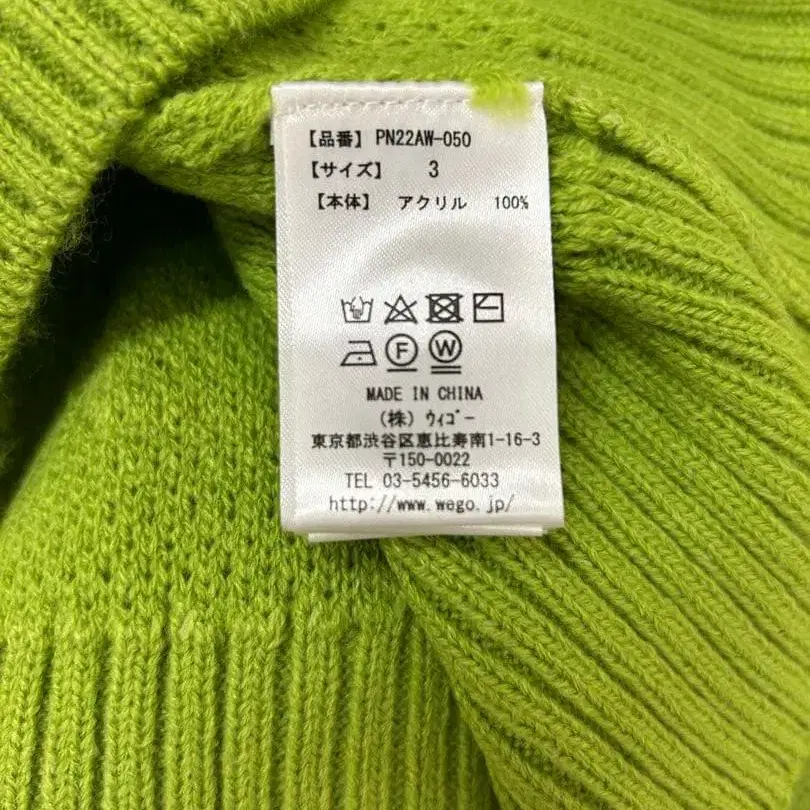 【品番】 PN22AW-050
【サイズ】 3
【本体】 アクリル 100%
F W
MADE IN CHINA
(株) ウィゴー
東京都渋谷区恵比寿南1-16-3
〒150-0022
TEL 03-5456-6033
http://www.wego.jp/